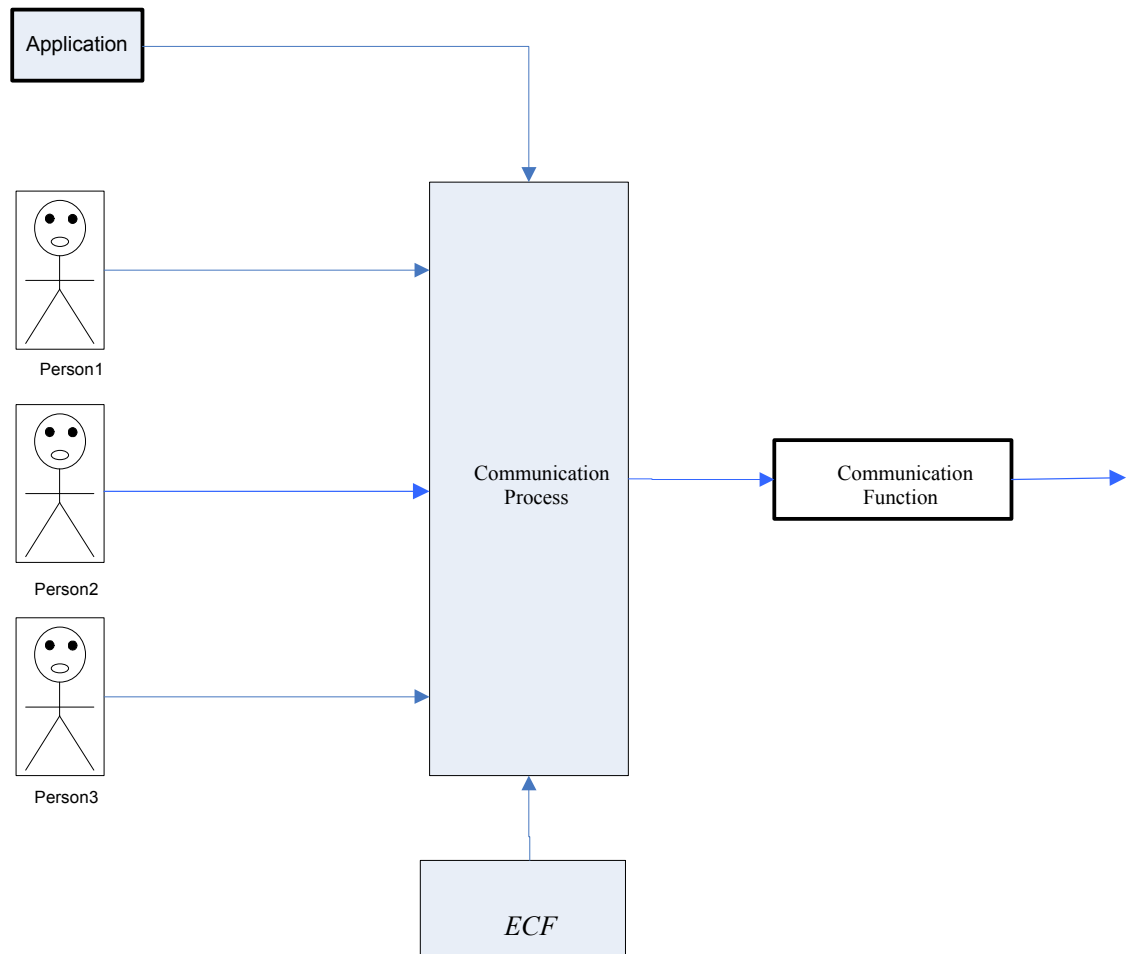 Application
Person1
Communication
Process
Communication
Function
Person2
Person3
ECF